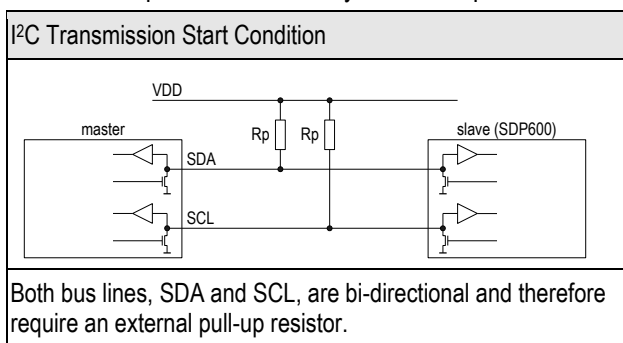 I²C Transmission Start Condition
VDD
master
Rp
Rp
slave (SDP600)
SDA
SCL
Both bus lines, SDA and SCL, are bi-directional and therefore
require an external pull-up resistor.